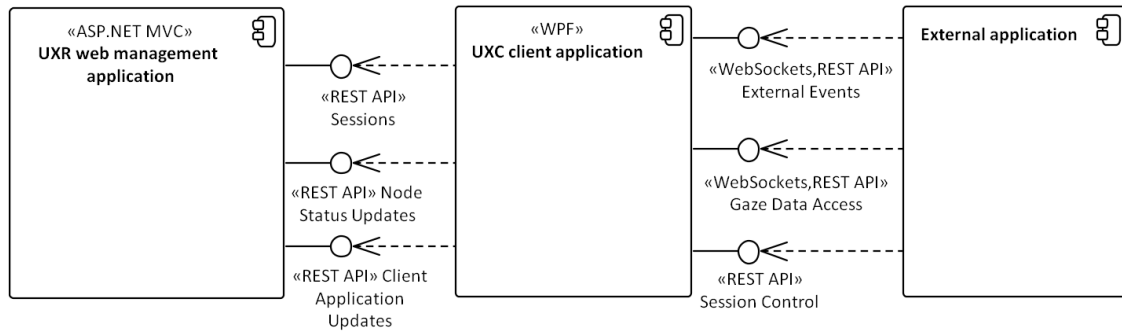 «ASP.NET MVC»
UXR web management
application
«REST API»
Sessions
«REST API» Node
Status Updates
«REST API» Client
Application
Updates
«WPF»
UXC client application
«WebSockets,REST API»
External Events
«WebSockets,REST API»
Gaze Data Access
«REST API»
Session Control
External application